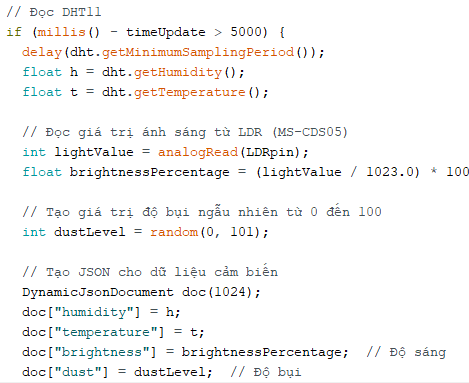 // Đọc DHT11
if (millis() - timeUpdate > 5000) {
  delay(dht.getMinimumSamplingPeriod());
  float h = dht.getHumidity();
  float t = dht.getTemperature();

  // Đọc giá trị ánh sáng từ LDR (MS-CDS05)
  int lightValue = analogRead(LDRpin);
  float brightnessPercentage = (lightValue / 1023.0) * 100

  // Tạo giá trị độ bụi ngẫu nhiên từ 0 đến 100
  int dustLevel = random(0, 101);

  // Tạo JSON cho dữ liệu cảm biến
  DynamicJsonDocument doc(1024);
  doc["humidity"] = h;
  doc["temperature"] = t;
  doc["brightness"] = brightnessPercentage;  // Độ sáng
  doc["dust"] = dustLevel;  // Độ bụi